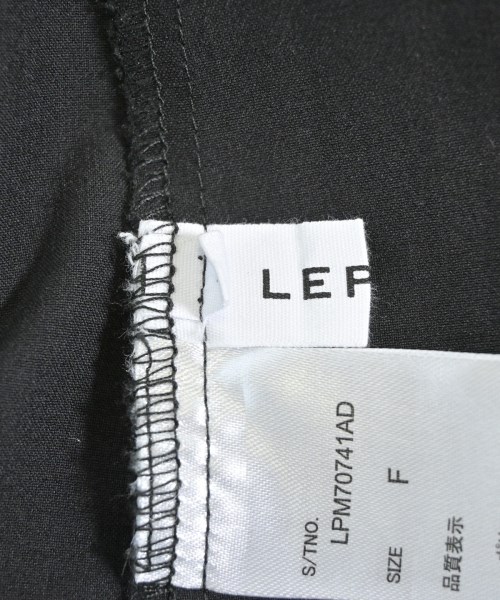 LEP
S/TNO.
LPM70741AD
SIZE F
品質表示